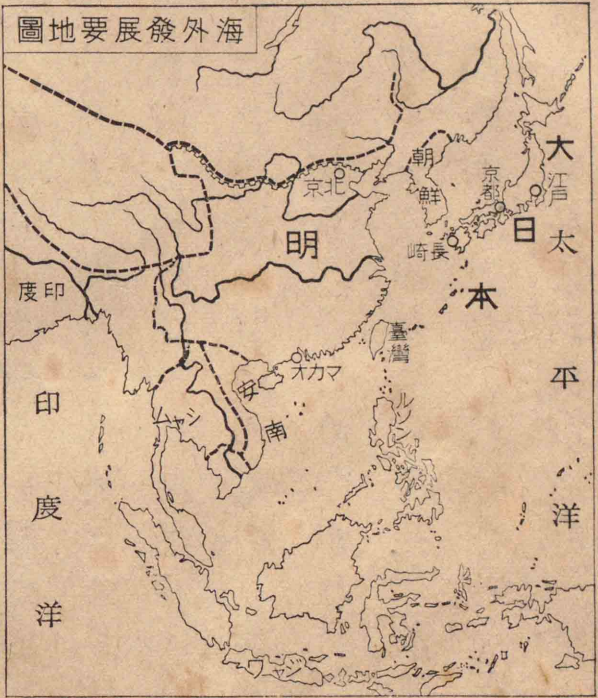 海外發展要地圖
大日本
江戸
京都
長崎
朝鮮
北京
明
太平洋
臺灣
マカオ
安南
シャム
ルソン
印度
印度洋